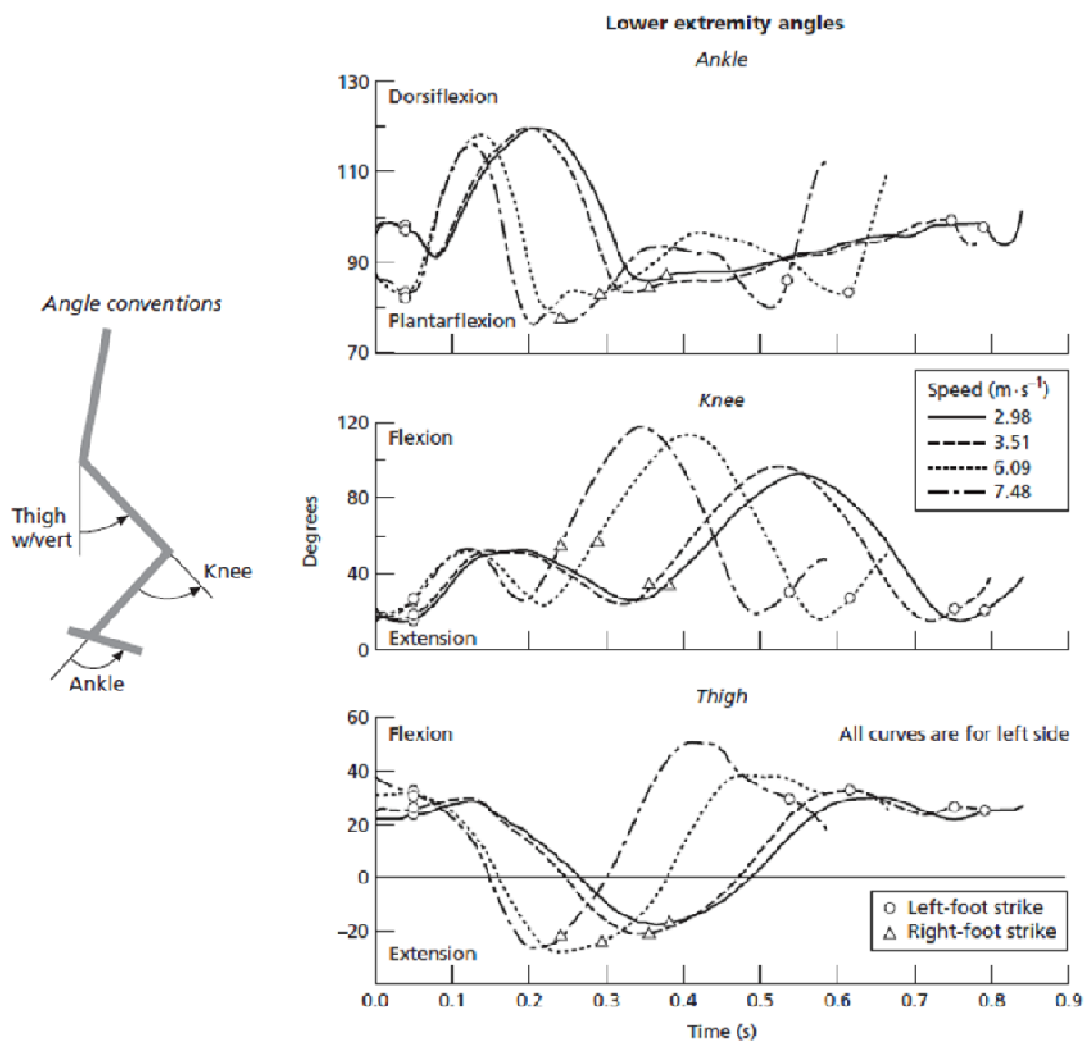 Lower extremity angles
Ankle
130
Dorsiflexion
110
90
Plantarflexion
70
Angle conventions
Thigh
w/vert
Knee
Ankle
Speed (m·s⁻¹)
2.98
3.51
6.09
7.48
Knee
120
Flexion
80
Degrees
40
Extension
0
Thigh
60
Flexion
All curves are for left side
40
20
0
–20
Extension
Left-foot strike
Right-foot strike
0.0 0.1 0.2 0.3 0.4 0.5 0.6 0.7 0.8 0.9
Time (s)